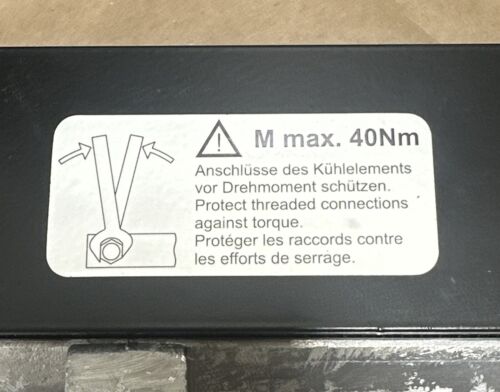 M max. 40Nm
Anschlüsse des Kühlelements
vor Drehmoment schützen.
Protect threaded connections
against torque.
Protéger les raccords contre
les efforts de serrage.